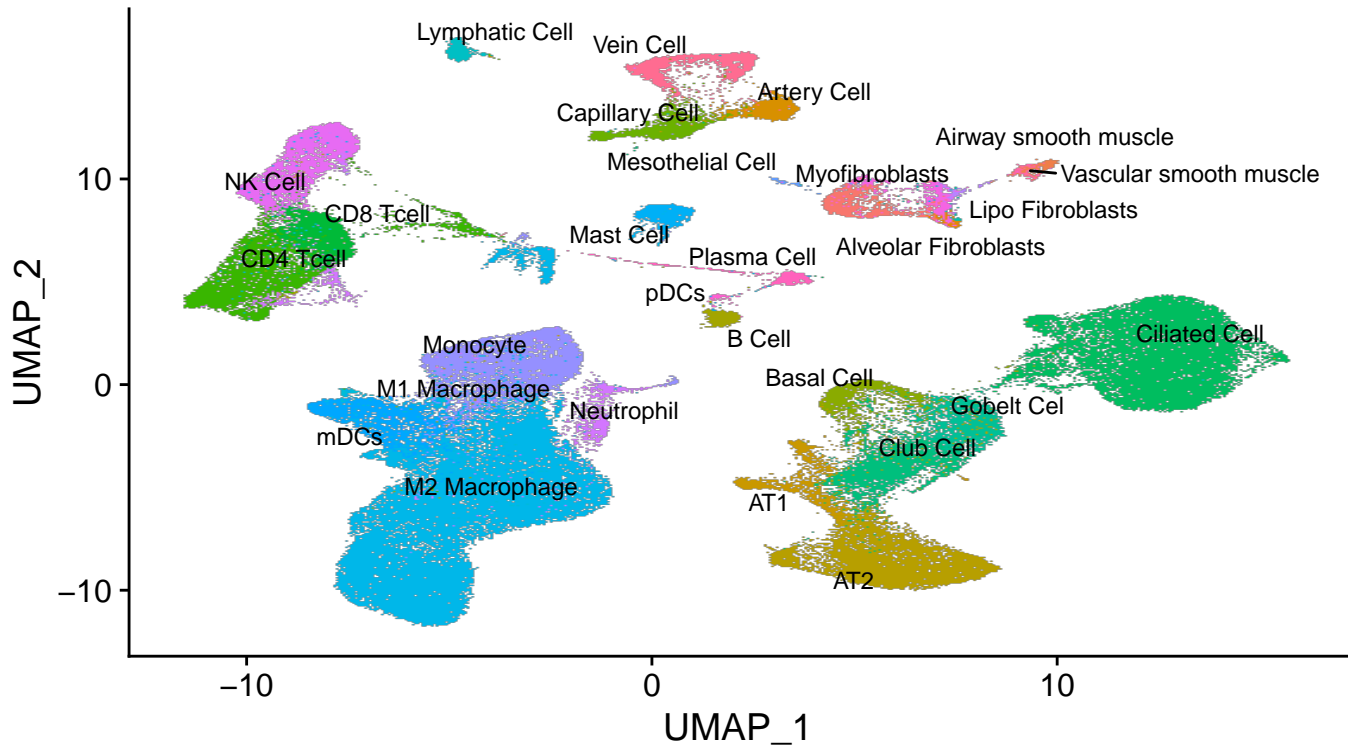 Lymphatic Cell
Vein Cell
Artery Cell
Capillary Cell
Airway smooth muscle
Mesothelial Cell
Myofibroblasts
Vascular smooth muscle
10
NK Cell
CD8 Tcell
Lipo Fibroblasts
Mast Cell
Alveolar Fibroblasts
CD4 Tcell
Plasma Cell
pDCs
B Cell
Ciliated Cell
Monocyte
UMAP_2
0
M1 Macrophage
Basal Cell
Neutrophil
Gobelt Cel
mDCs
Club Cell
M2 Macrophage
AT1
−10
AT2
−10
0
10
UMAP_1